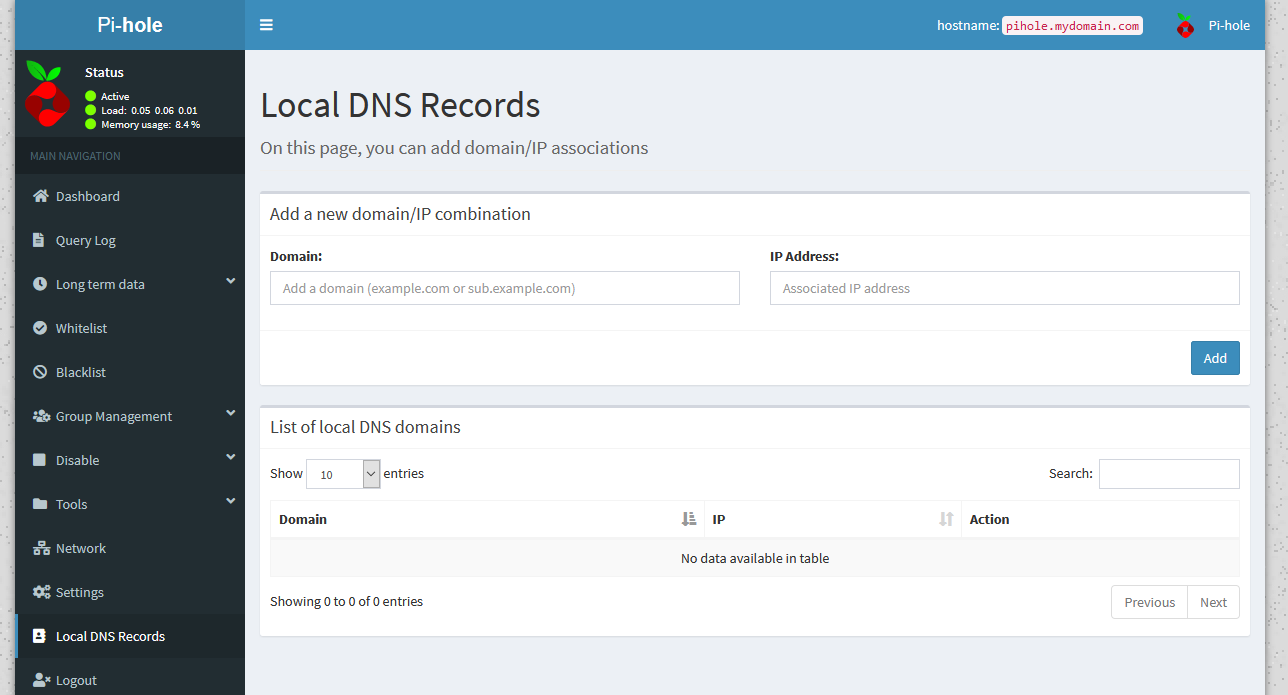 Pi-hole
hostname: pihole.mydomain.com Pi-hole
Status
Active
Load: 0.05 0.06 0.01
Memory usage: 8.4 %
MAIN NAVIGATION
Dashboard
Query Log
Long term data
Whitelist
Blacklist
Group Management
Disable
Tools
Network
Settings
Local DNS Records
Logout
Local DNS Records
On this page, you can add domain/IP associations
Add a new domain/IP combination
Domain: IP Address:
Add a domain (example.com or sub.example.com) Associated IP address
Add
List of local DNS domains
Show 10 entries Search:
Domain IP Action
No data available in table
Showing 0 to 0 of 0 entries Previous Next